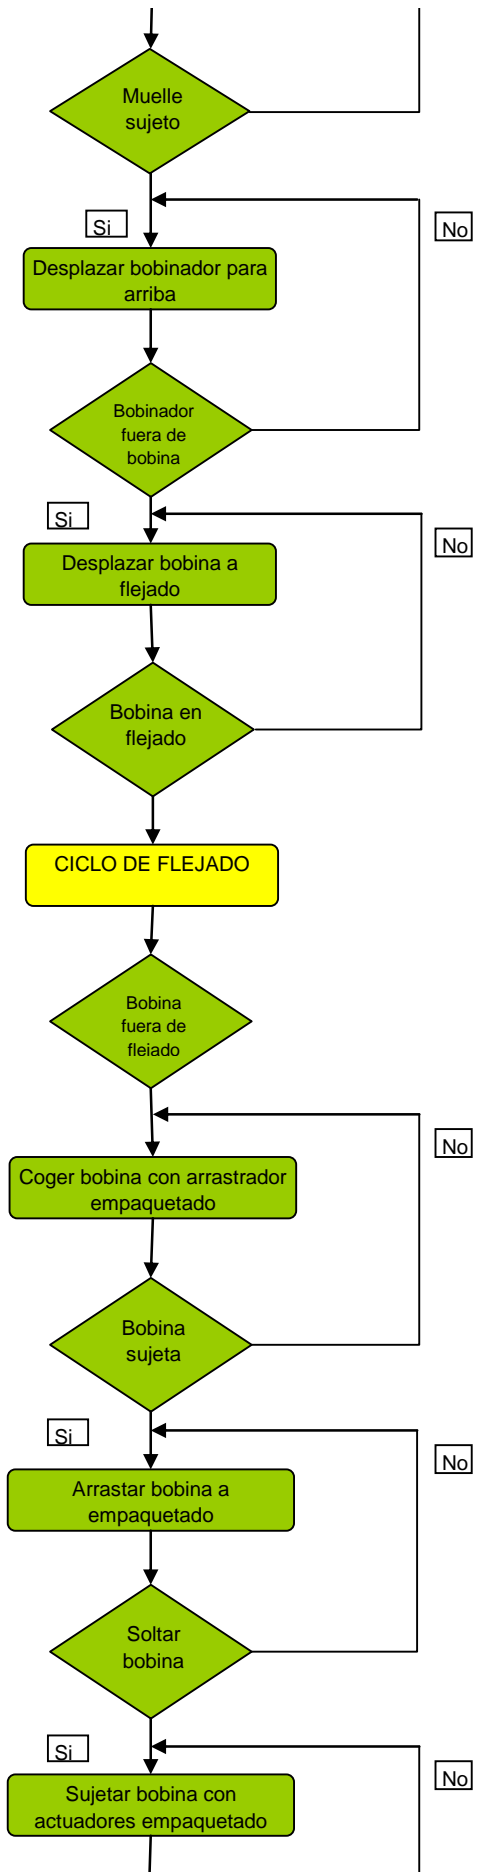 Muelle
sujeto
Si
No
Desplazar bobinador para
arriba
Bobinador
fuera de
bobina
Si
No
Desplazar bobina a
flejado
Bobina en
flejado
CICLO DE FLEJADO
Bobina
fuera de
flejado
No
Coger bobina con arrastrador
empaquetado
Bobina
sujeta
Si
No
Arrastar bobina a
empaquetado
Soltar
bobina
Si
No
Sujetar bobina con
actuadores empaquetado